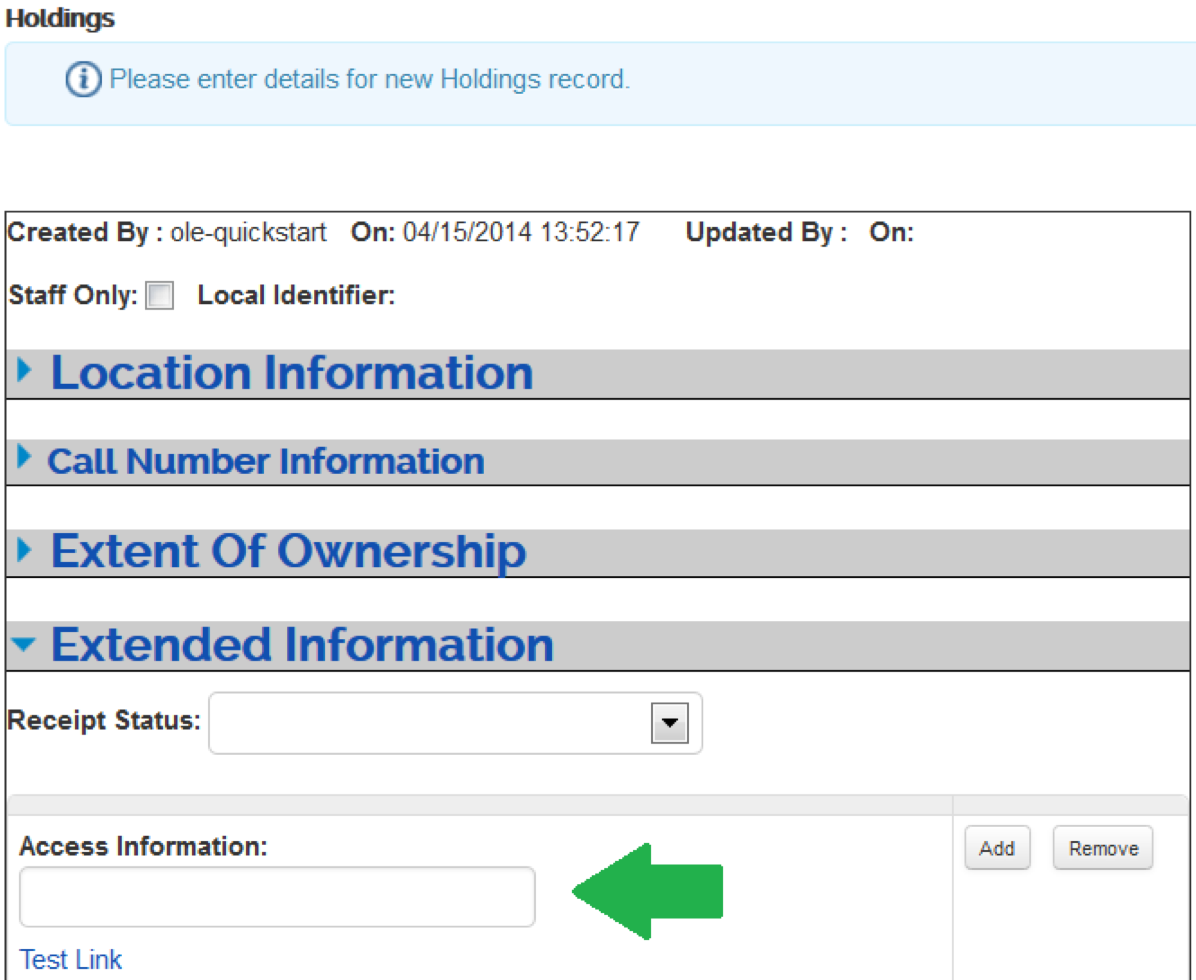 Holdings
Please enter details for new Holdings record.
Created By : ole-quickstart On: 04/15/2014 13:52:17 Updated By : On:
Staff Only: Local Identifier:
Location Information
Call Number Information
Extent Of Ownership
Extended Information
Receipt Status:
Access Information: Add Remove
Test Link